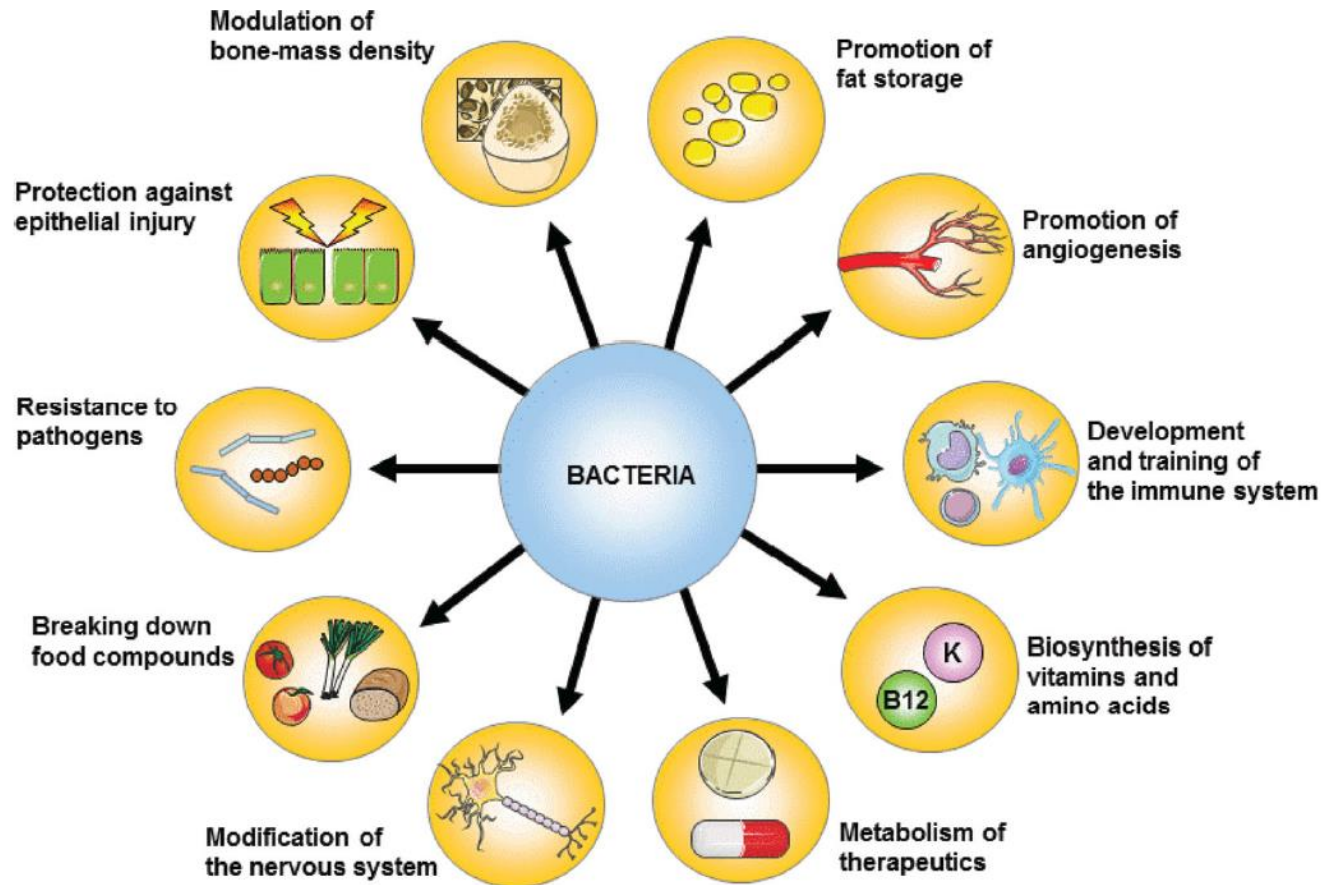 Modulation of
bone-mass density
Promotion of
fat storage
Protection against
epithelial injury
Promotion of
angiogenesis
Resistance to
pathogens
BACTERIA
Development
and training of
the immune system
Breaking down
food compounds
K
B12
Biosynthesis of
vitamins and
amino acids
Modification of
the nervous system
Metabolism of
therapeutics